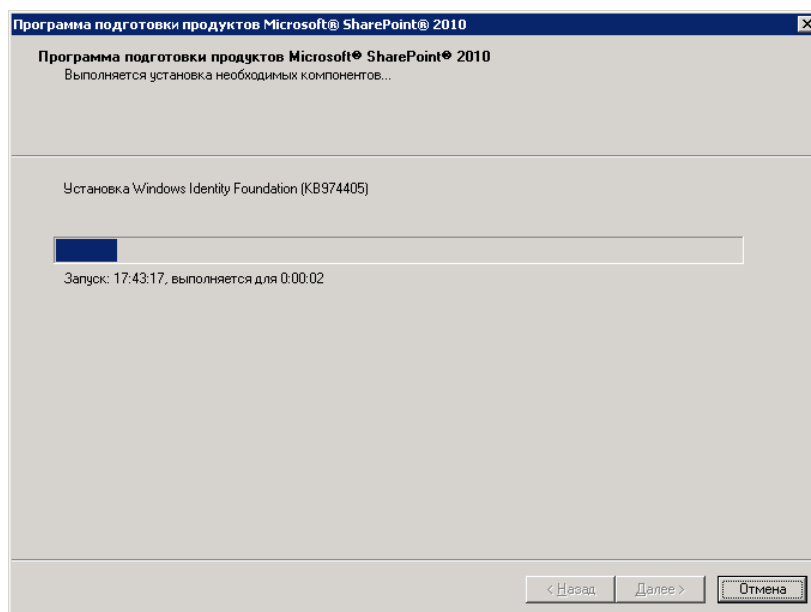 Программа подготовки продуктов Microsoft® SharePoint® 2010
Программа подготовки продуктов Microsoft® SharePoint® 2010
Выполняется установка необходимых компонентов...
Установка Windows Identity Foundation (KB974405)
Запуск: 17:43:17, выполняется для 0:00:02
< Назад
Далее >
Отмена